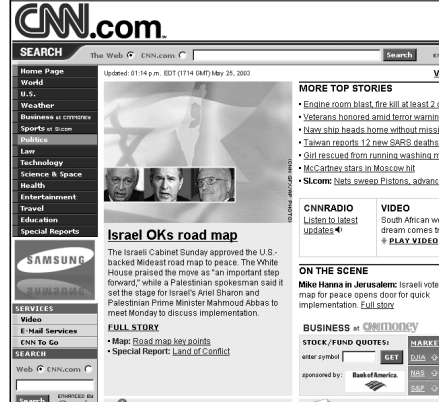 CNN.com
SEARCH
The Web CNN.com
Search
Home Page
World
U.S.
Weather
Business at CNNMONEY
Sports at SI.com
Politics
Law
Technology
Science & Space
Health
Entertainment
Travel
Education
Special Reports
SAMSUNG
SERVICES
Video
E-Mail Services
CNN To Go
SEARCH
Web CNN.com
Search
ENHANCED BY
Updated: 01:14 p.m. EDT (1714 GMT) May 25, 2003
CNN GFX/AP PHOTO
Israel OKs road map
The Israeli Cabinet Sunday approved the U.S.-
backed Mideast road map to peace. The White
House praised the move as "an important step
forward," while a Palestinian spokesman said it
set the stage for Israel's Ariel Sharon and
Palestinian Prime Minister Mahmoud Abbas to
meet Monday to discuss implementation.
FULL STORY
• Map: Road map key points
• Special Report: Land of Conflict
MORE TOP STORIES
• Engine room blast, fire kill at least 2
• Veterans honored amid terror warnin
• Navy ship heads home without missi
• Taiwan reports 12 new SARS deaths
• Girl rescued from running washing m
• McCartney stars in Moscow hit
• SI.com: Nets sweep Pistons, advanc
CNNRADIO
Listen to latest
updates
VIDEO
South African w
dream comes t
PLAY VIDEO
ON THE SCENE
Mike Hanna in Jerusalem: Israeli vote
map for peace opens door for quick
implementation. Full story
BUSINESS at CNNmoney
STOCK/FUND QUOTES:
enter symbol GET
sponsored by: Bank of America.
MARKE
DJIA
NAS
S&P